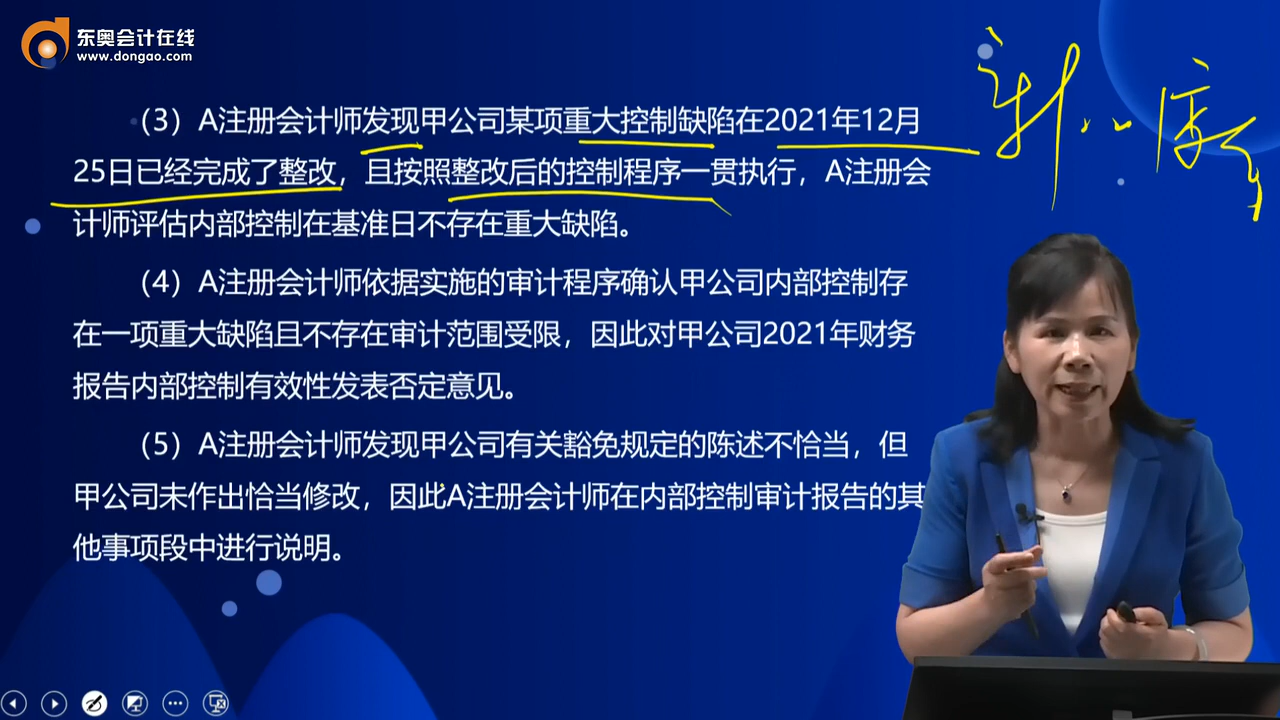 东奥会计在线
www.dongao.com
（3）A注册会计师发现甲公司某项重大控制缺陷在2021年12月
25日已经完成了整改，且按照整改后的控制程序一贯执行，A注册会
计师评估内部控制在基准日不存在重大缺陷。
（4）A注册会计师依据实施的审计程序确认甲公司内部控制存
在一项重大缺陷且不存在审计范围受限，因此对甲公司2021年财务
报告内部控制有效性发表否定意见。
（5）A注册会计师发现甲公司有关豁免规定的陈述不恰当，但
甲公司未作出恰当修改，因此A注册会计师在内部控制审计报告的其
他事项段中进行说明。